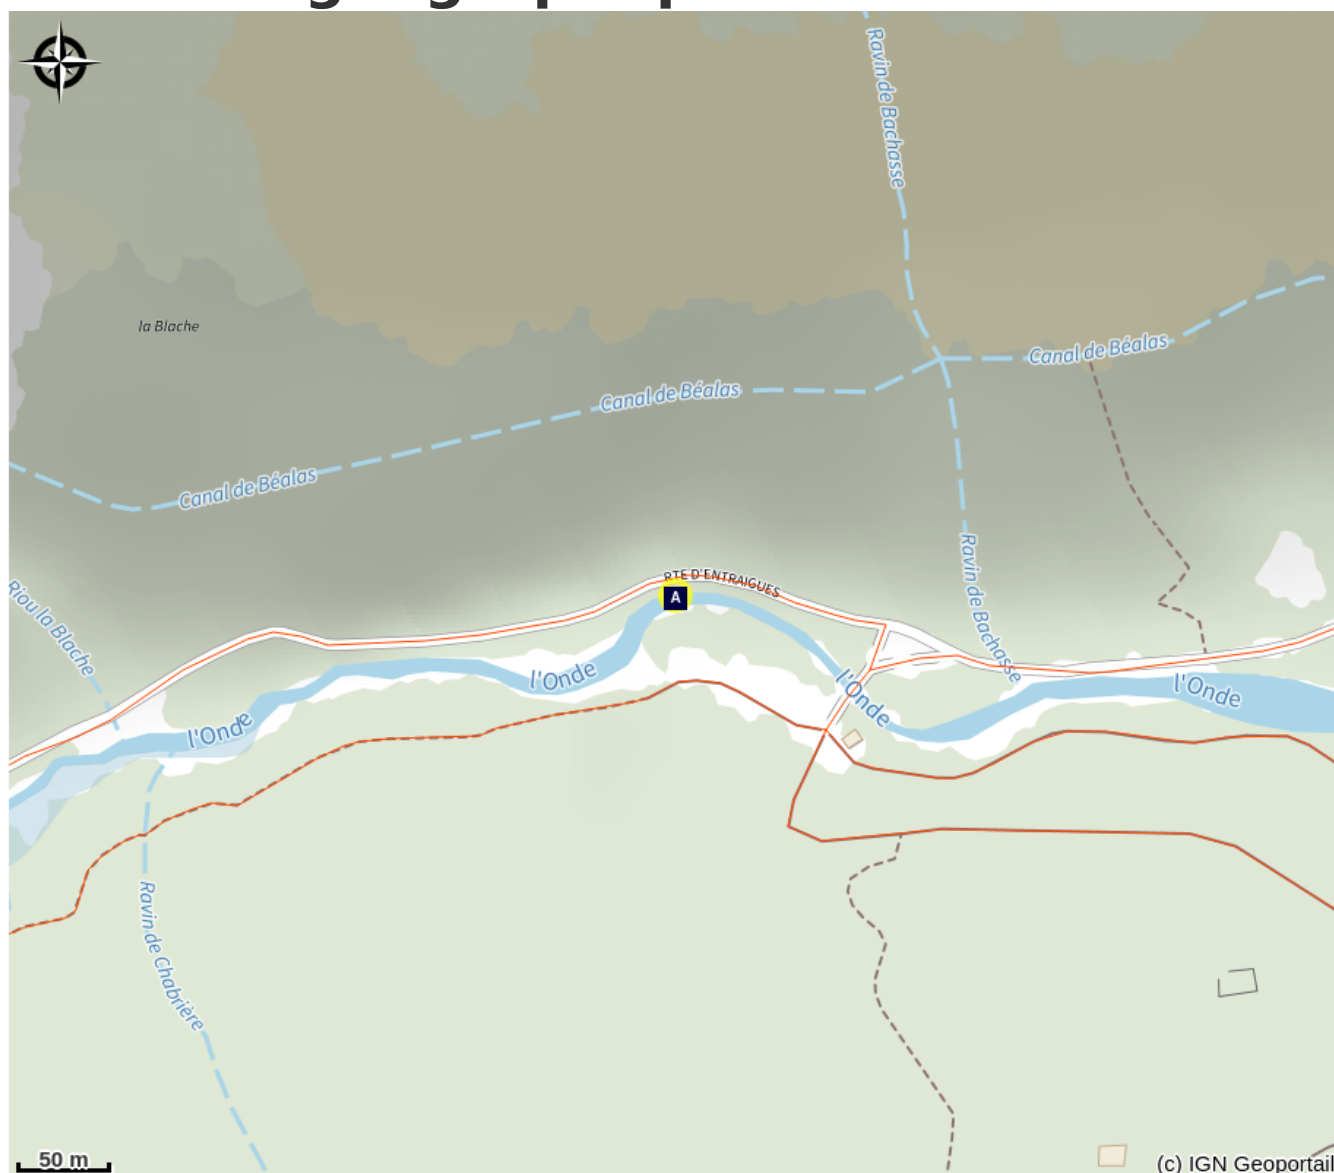 Ravin de Bachasse
la Blache
Canal de Béalas
Canal de Béalas
Canal de Béalas
Ravin de Bachasse
RTE D'ENTRAIGUES
A
Riou la Blache
l'Onde
l'Onde
l'Onde
l'Onde
Ravin de Chabrière
50 m
(c) IGN Geoportail